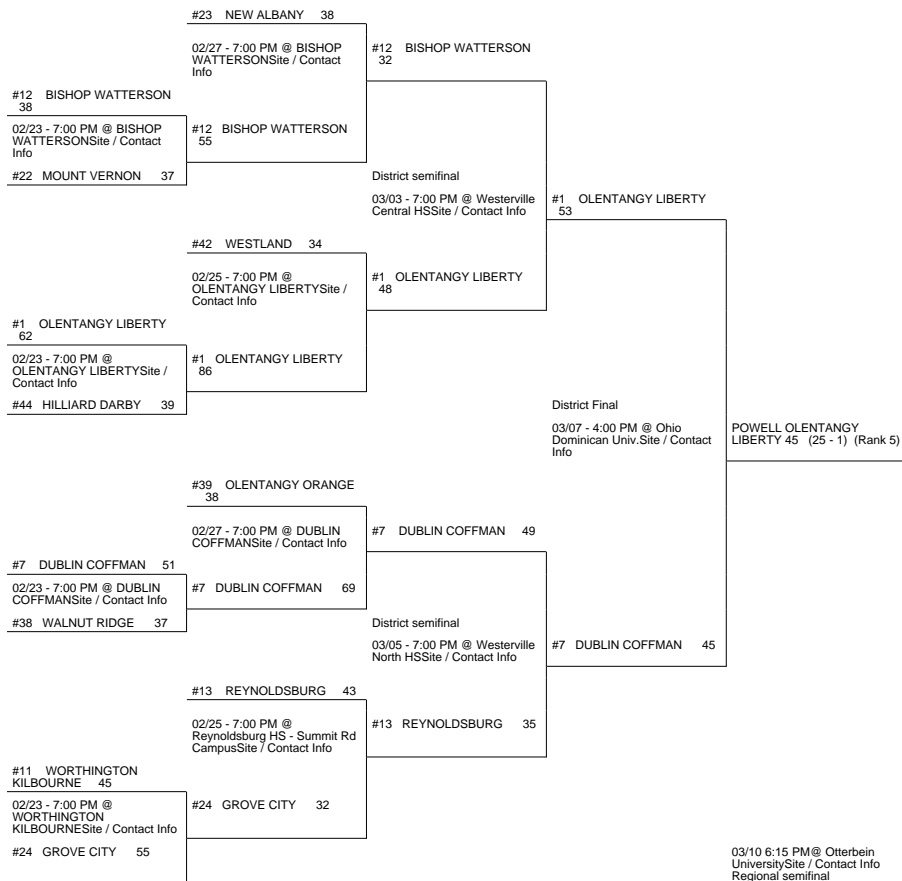 #23 NEW ALBANY 38
02/27 - 7:00 PM @ BISHOP
WATTERSONSite / Contact
Info
#12 BISHOP WATTERSON
32
#12 BISHOP WATTERSON
38
02/23 - 7:00 PM @ BISHOP
WATTERSONSite / Contact
Info
#12 BISHOP WATTERSON
55
#22 MOUNT VERNON 37
District semifinal
03/03 - 7:00 PM @ Westerville
Central HSSite / Contact Info
#1 OLENTANGY LIBERTY
53
#42 WESTLAND 34
02/25 - 7:00 PM @
OLENTANGY LIBERTYSite /
Contact Info
#1 OLENTANGY LIBERTY
48
#1 OLENTANGY LIBERTY
62
02/23 - 7:00 PM @
OLENTANGY LIBERTYSite /
Contact Info
#1 OLENTANGY LIBERTY
86
#44 HILLIARD DARBY 39
District Final
03/07 - 4:00 PM @ Ohio
Dominican Univ.Site / Contact
Info
POWELL OLENTANGY
LIBERTY 45 (25 - 1) (Rank 5)
#39 OLENTANGY ORANGE
38
02/27 - 7:00 PM @ DUBLIN
COFFMANSite / Contact Info
#7 DUBLIN COFFMAN 49
#7 DUBLIN COFFMAN 51
02/23 - 7:00 PM @ DUBLIN
COFFMANSite / Contact Info
#7 DUBLIN COFFMAN 69
#38 WALNUT RIDGE 37
District semifinal
03/05 - 7:00 PM @ Westerville
North HSSite / Contact Info
#7 DUBLIN COFFMAN 45
#13 REYNOLDSBURG 43
02/25 - 7:00 PM @
Reynoldsburg HS - Summit Rd
CampusSite / Contact Info
#13 REYNOLDSBURG 35
#11 WORTHINGTON
KILBOURNE 45
02/23 - 7:00 PM @
WORTHINGTON
KILBOURNESite / Contact Info
#24 GROVE CITY 32
#24 GROVE CITY 55
03/10 6:15 PM@ Otterbein
UniversitySite / Contact Info
Regional semifinal